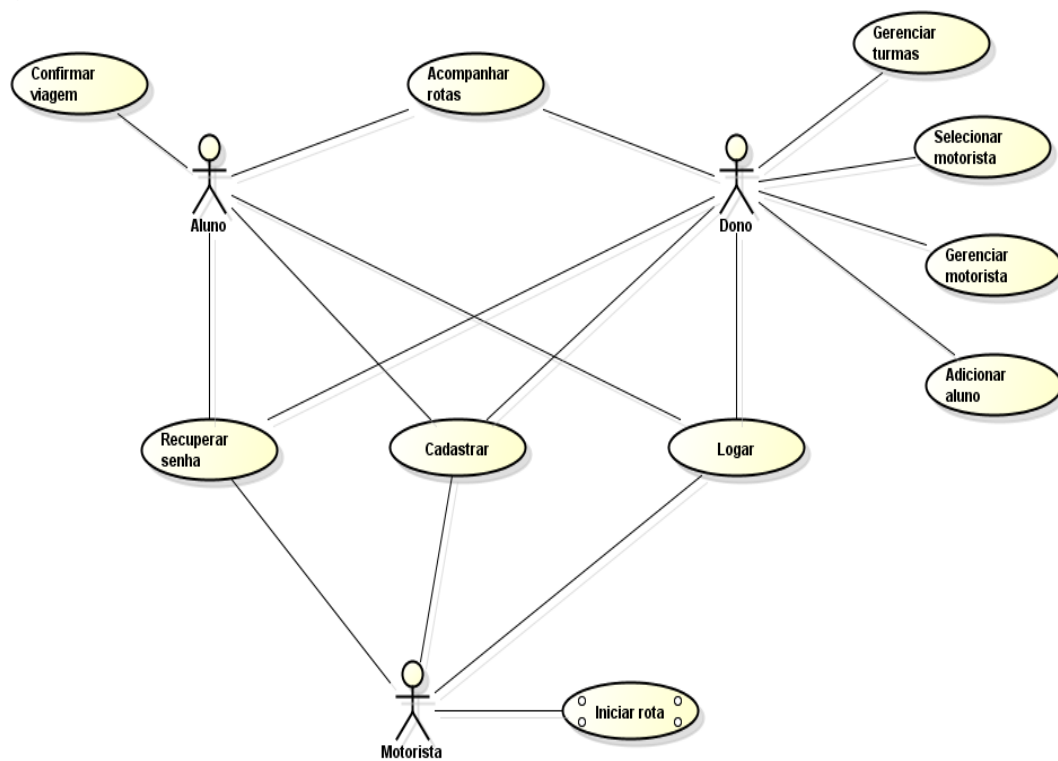 Gerenciar
turmas
Confirmar
viagem
Acompanhar
rotas
Selecionar
motorista
Aluno
Dono
Gerenciar
motorista
Adicionar
aluno
Recuperar
senha
Cadastrar
Logar
Iniciar rota
Motorista